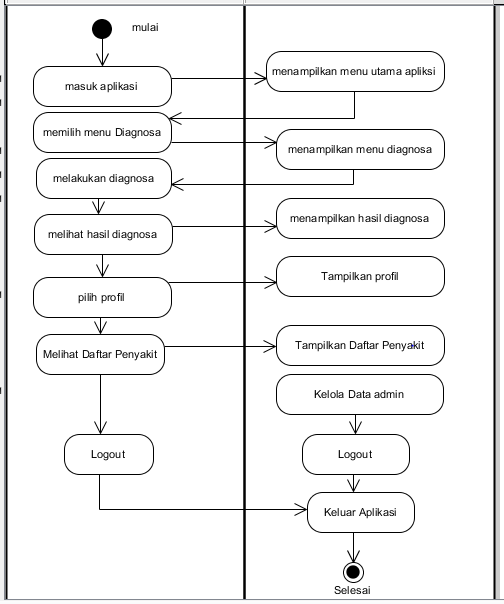 mulai
masuk aplikasi
menampilkan menu utama apliksi
memilih menu Diagnosa
menampilkan menu diagnosa
melakukan diagnosa
menampilkan hasil diagnosa
melihat hasil diagnosa
Tampilkan profil
pilih profil
Tampilkan Daftar Penyakit
Melihat Daftar Penyakit
Kelola Data admin
Logout
Logout
Keluar Aplikasi
Selesai